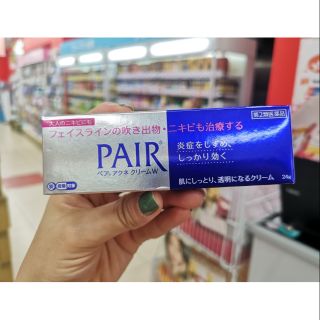 大人のニキビにも
フェイスラインの吹き出物・ニキビも治療する
第2類医薬品
PAIR®
ペアアクネクリームW
炎症をしずめ、
しっかり効く
肌にしっとり、透明になるクリーム
24g